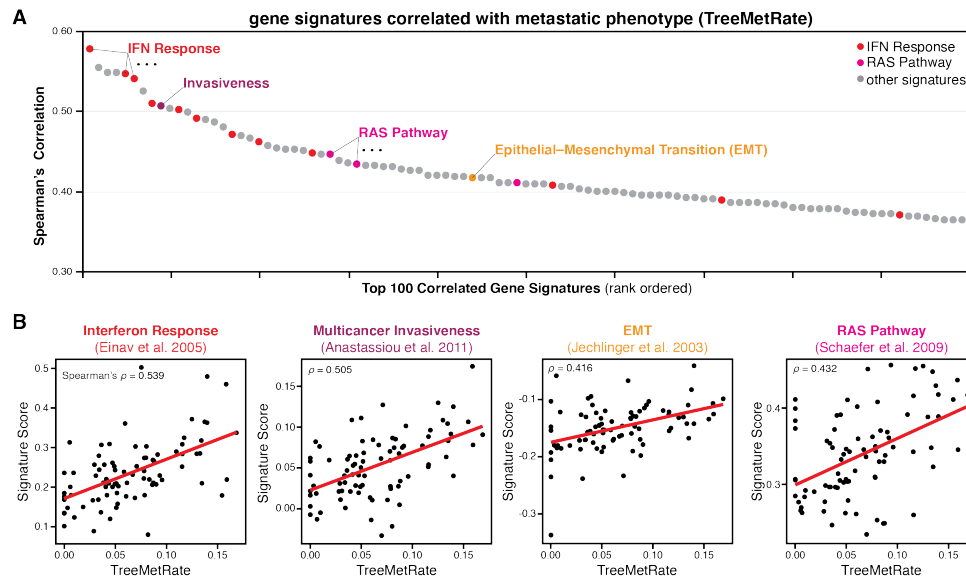 A
gene signatures correlated with metastatic phenotype (TreeMetRate)
0.60
0.50
0.40
0.30
Spearman's Correlation
IFN Response
Invasiveness
RAS Pathway
Epithelial–Mesenchymal Transition (EMT)
IFN Response
RAS Pathway
other signatures
Top 100 Correlated Gene Signatures (rank ordered)
B
Interferon Response
(Einav et al. 2005)
Spearman's ρ = 0.539
0.5
0.4
0.3
0.2
0.1
Signature Score
0.00 0.05 0.10 0.15
TreeMetRate
Multicancer Invasiveness
(Anastassiou et al. 2011)
ρ = 0.505
0.15
0.10
0.05
0.00
Signature Score
0.00 0.05 0.10 0.15
TreeMetRate
EMT
(Jechlinger et al. 2003)
ρ = 0.416
-0.1
-0.2
-0.3
Signature Score
0.00 0.05 0.10 0.15
TreeMetRate
RAS Pathway
(Schaefer et al. 2009)
ρ = 0.432
0.4
0.3
Signature Score
0.00 0.05 0.10 0.15
TreeMetRate